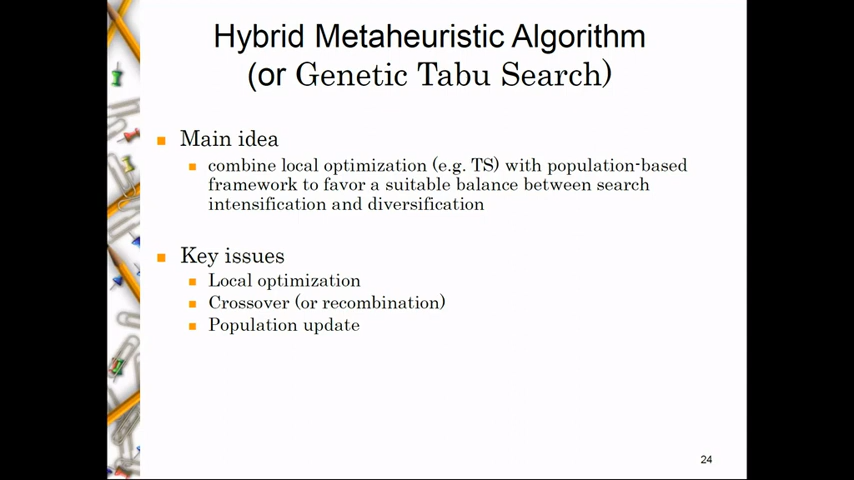 Hybrid Metaheuristic Algorithm
(or Genetic Tabu Search)
Main idea
combine local optimization (e.g. TS) with population-based
framework to favor a suitable balance between search
intensification and diversification
Key issues
Local optimization
Crossover (or recombination)
Population update
24